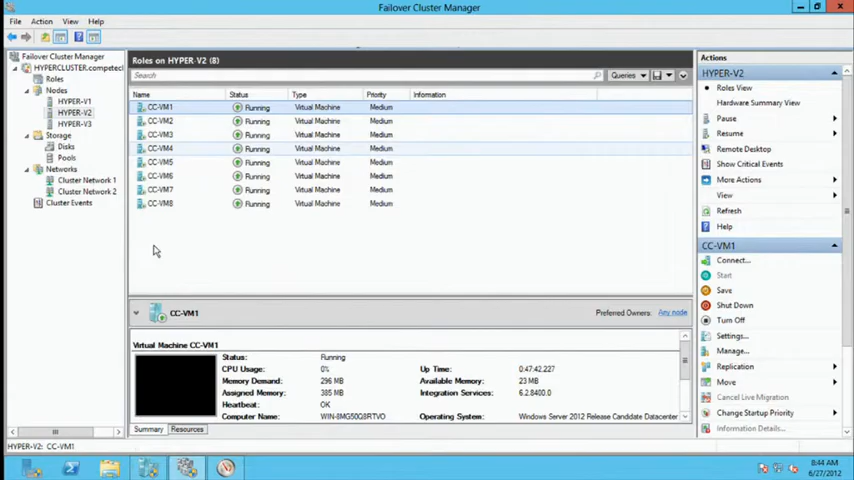 Failover Cluster Manager
File Action View Help
Failover Cluster Manager
HYPERCLUSTER.competecl
Roles
Nodes
HYPER-V1
HYPER-V2
HYPER-V3
Storage
Disks
Pools
Networks
Cluster Network 1
Cluster Network 2
Cluster Events
Roles on HYPER-V2 (8)
Search
Queries
Name Status Type Priority Information
CC-VM1 Running Virtual Machine Medium
CC-VM2 Running Virtual Machine Medium
CC-VM3 Running Virtual Machine Medium
CC-VM4 Running Virtual Machine Medium
CC-VM5 Running Virtual Machine Medium
CC-VM6 Running Virtual Machine Medium
CC-VM7 Running Virtual Machine Medium
CC-VM8 Running Virtual Machine Medium
CC-VM1
Preferred Owners: Any node
Virtual Machine CC-VM1
Status: Running
CPU Usage: 0% Up Time: 0:47:42.227
Memory Demand: 296 MB Available Memory: 23 MB
Assigned Memory: 385 MB Integration Services: 6.2.8400.0
Heartbeat: OK
Computer Name: WIN-8MG50Q8RTVO Operating System: Windows Server 2012 Release Candidate Datacenter
Summary Resources
Actions
HYPER-V2
Roles View
Hardware Summary View
Pause
Resume
Remote Desktop
Show Critical Events
More Actions
View
Refresh
Help
CC-VM1
Connect...
Start
Save
Shut Down
Turn Off
Settings...
Manage...
Replication
Move
Cancel Live Migration
Change Startup Priority
Information Details...
HYPER-V2: CC-VM1
8:44 AM
6/27/2012